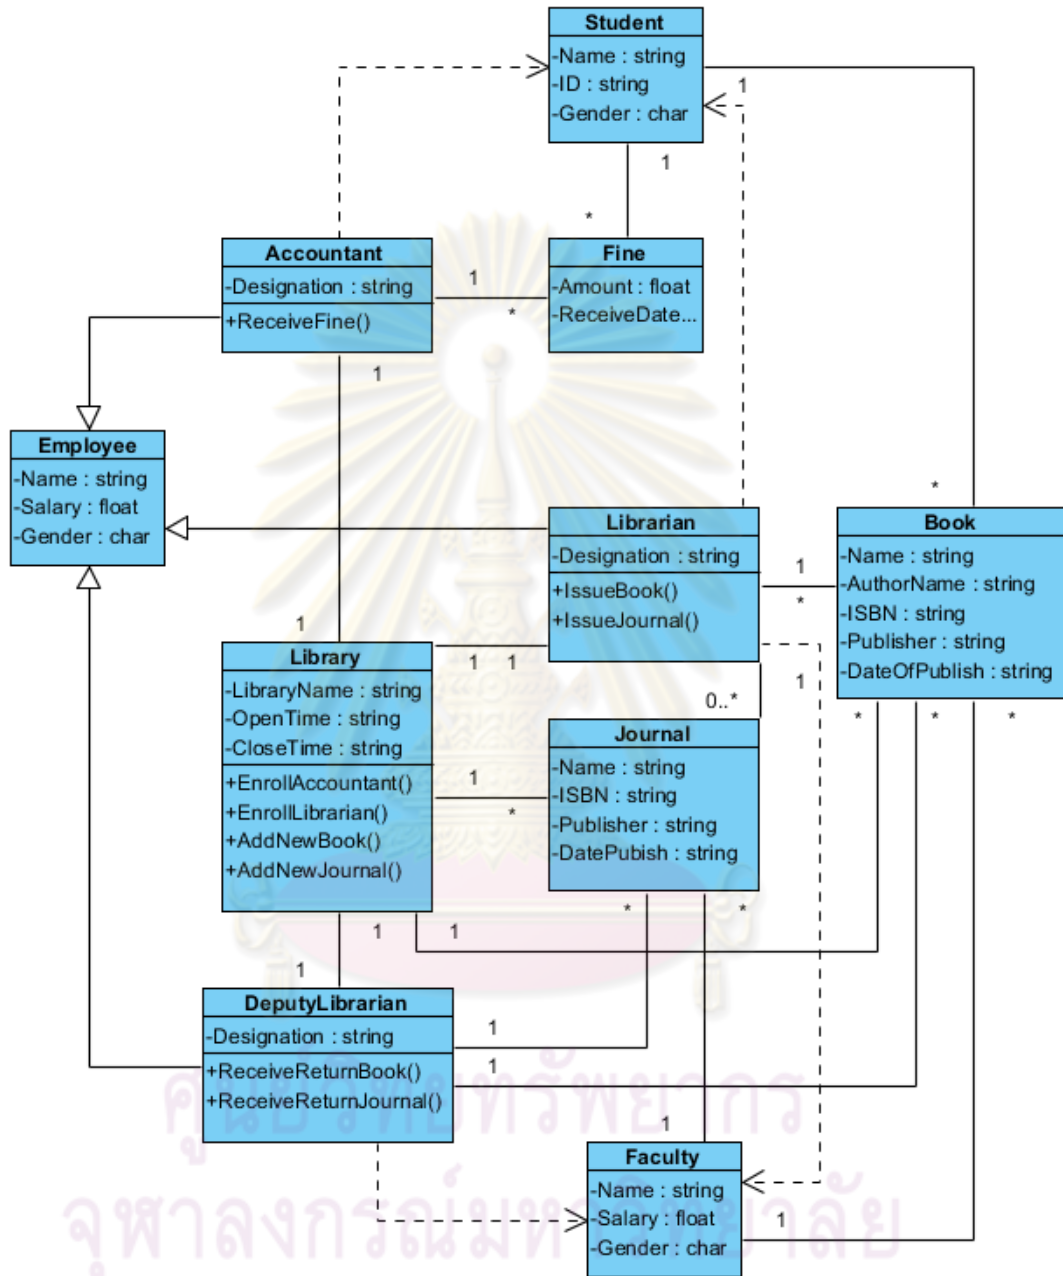 Student
-Name : string
-ID : string
-Gender : char
1
1
*
Accountant
-Designation : string
+ReceiveFine()
1
*
Fine
-Amount : float
-ReceiveDate...
1
Employee
-Name : string
-Salary : float
-Gender : char
*
Librarian
-Designation : string
+IssueBook()
+IssueJournal()
1
*
Book
-Name : string
-AuthorName : string
-ISBN : string
-Publisher : string
-DateOfPublish : string
1
Library
-LibraryName : string
-OpenTime : string
-CloseTime : string
+EnrollAccountant()
+EnrollLibrarian()
+AddNewBook()
+AddNewJournal()
1 1
1
0..*
* * *
Journal
-Name : string
-ISBN : string
-Publisher : string
-DatePubish : string
1
*
* *
1 1
1
DeputyLibrarian
-Designation : string
+ReceiveReturnBook()
+ReceiveReturnJournal()
1
1
1
Faculty
-Name : string
-Salary : float
-Gender : char
1
ศูนย์วิทยทรัพยากร
จุฬาลงกรณ์มหาวิทยาลัย